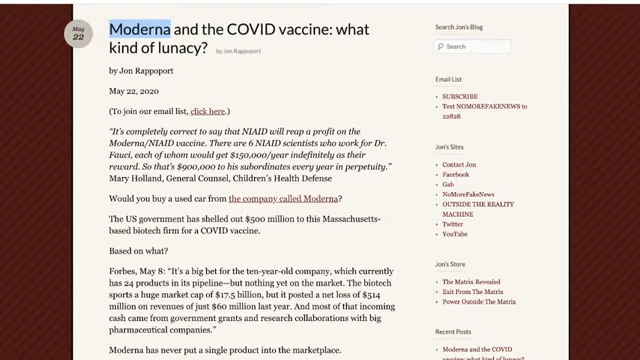 May
22
Moderna and the COVID vaccine: what
kind of lunacy? by Jon Rappoport
by Jon Rappoport
May 22, 2020
(To join our email list, click here.)
“It's completely correct to say that NIAID will reap a profit on the
Moderna/NIAID vaccine. There are 6 NIAID scientists who work for Dr.
Fauci, each of whom would get $150,000/year indefinitely as their
reward. So that's $900,000 to his subordinates every year in perpetuity.”
Mary Holland, General Counsel, Children's Health Defense
Would you buy a used car from the company called Moderna?
The US government has shelled out $500 million to this Massachusetts-
based biotech firm for a COVID vaccine.
Based on what?
Forbes, May 8: “It's a big bet for the ten-year-old company, which currently
has 24 products in its pipeline—but nothing yet on the market. The biotech
sports a huge market cap of $17.5 billion, but it posted a net loss of $514
million on revenues of just $60 million last year. And most of that incoming
cash came from government grants and research collaborations with big
pharmaceutical companies.”
Moderna has never put a single product into the marketplace.
Search Jon's Blog
Search
Email List
SUBSCRIBE
Text NOMOREFAKENEWS to
22828
Jon's Sites
Contact Jon
Facebook
Gab
NoMoreFakeNews
OUTSIDE THE REALITY
MACHINE
Twitter
YouTube
Jon's Store
The Matrix Revealed
Exit From The Matrix
Power Outside The Matrix
Recent Posts
Moderna and the COVID
vaccine: what kind of lunacy?